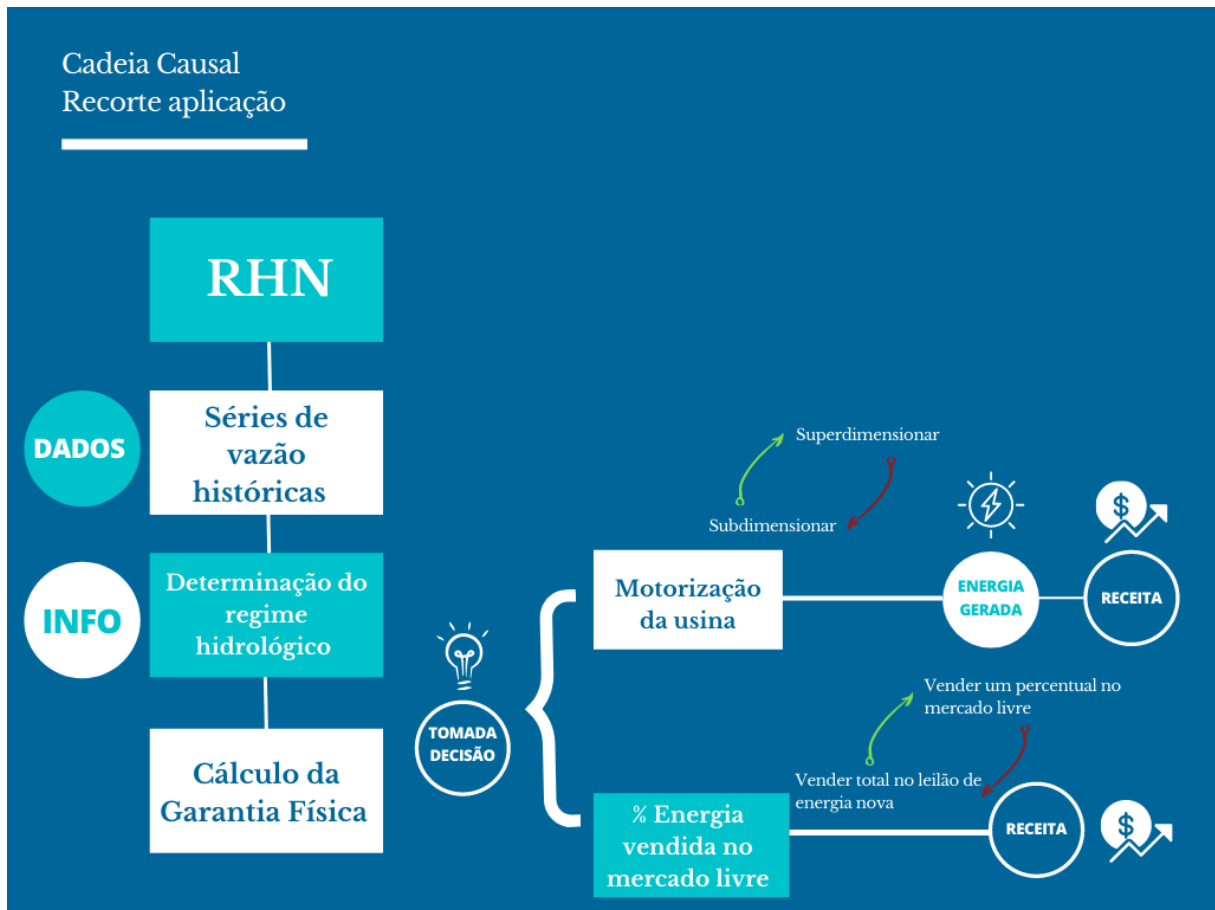 Cadeia Causal
Recorte aplicação
RHN
DADOS
Séries de
vazão
históricas
INFO
Determinação do
regime
hidrológico
Cálculo da
Garantia Física
TOMADA
DECISÃO
Superdimensionar
Subdimensionar
Motorização
da usina
ENERGIA
GERADA
$
RECEITA
Vender um percentual no
mercado livre
Vender total no leilão de
energia nova
% Energia
vendida no
mercado livre
RECEITA
$